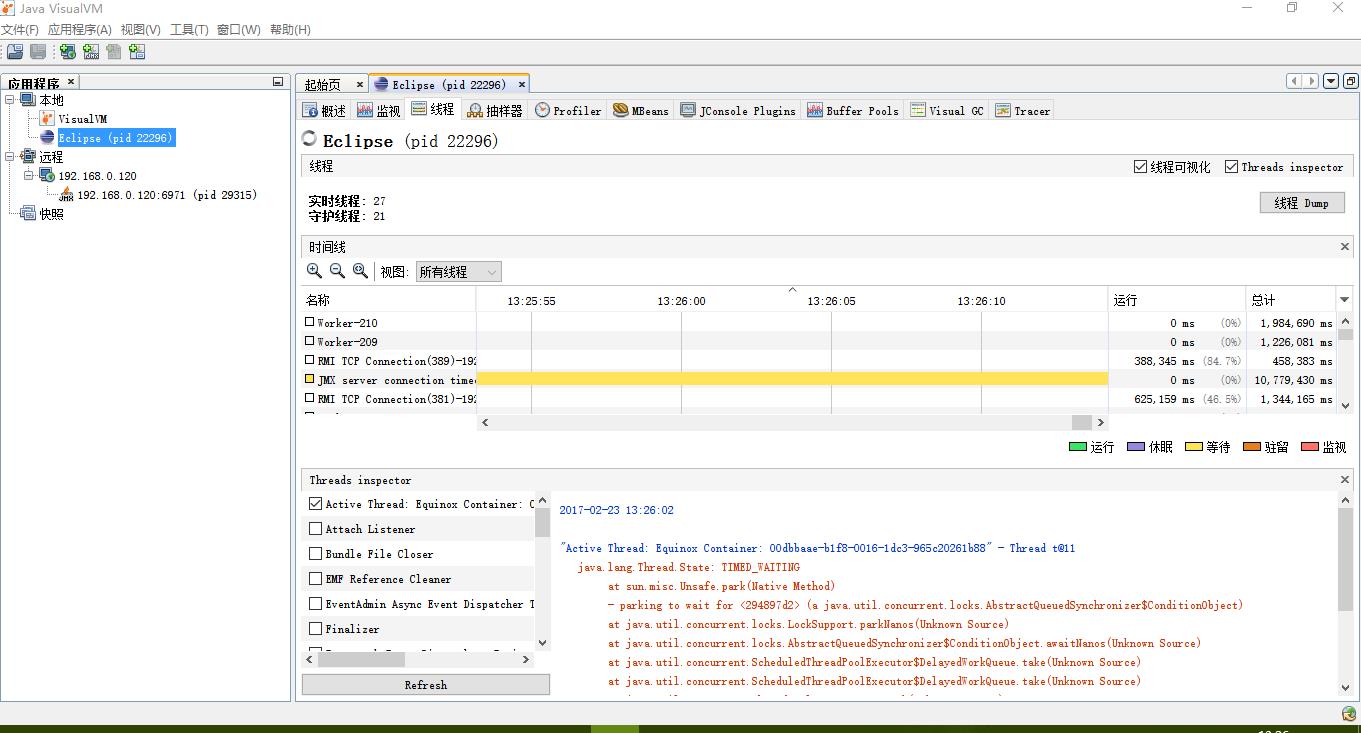 Java VisualVM
文件(F) 应用程序(A) 视图(V) 工具(T) 窗口(W) 帮助(H)
应用程序 ×
本地
VisualVM
Eclipse (pid 22296)
远程
192.168.0.120
JMX 192.168.0.120:6971 (pid 29315)
快照
起始页 × Eclipse (pid 22296) ×
概述 监视 线程 抽样器 Profiler MBeans JConsole Plugins Buffer Pools Visual GC Tracer
Eclipse (pid 22296)
线程 线程可视化 Threads inspector
实时线程: 27
守护线程: 21
线程 Dump
时间线
视图: 所有线程
名称 13:25:55 13:26:00 13:26:05 13:26:10 运行 总计
Worker-210 0 ms (0%) 1,984,690 ms
Worker-209 0 ms (0%) 1,226,081 ms
RMI TCP Connection(389)-192 388,345 ms (84.7%) 458,383 ms
JMX server connection time 0 ms (0%) 10,779,430 ms
RMI TCP Connection(381)-192 625,159 ms (46.5%) 1,344,165 ms
运行 休眠 等待 驻留 监视
Threads inspector
Active Thread: Equinox Container: 0
Attach Listener
Bundle File Closer
EMF Reference Cleaner
EventAdmin Async Event Dispatcher T
Finalizer
Refresh
2017-02-23 13:26:02
"Active Thread: Equinox Container: 00dbbaae-b1f8-0016-1dc3-965c20261b88" - Thread t@11
java.lang.Thread.State: TIMED_WAITING
at sun.misc.Unsafe.park(Native Method)
- parking to wait for <294897d2> (a java.util.concurrent.locks.AbstractQueuedSynchronizer$ConditionObject)
at java.util.concurrent.locks.LockSupport.parkNanos(Unknown Source)
at java.util.concurrent.locks.AbstractQueuedSynchronizer$ConditionObject.awaitNanos(Unknown Source)
at java.util.concurrent.ScheduledThreadPoolExecutor$DelayedWorkQueue.take(Unknown Source)
at java.util.concurrent.ScheduledThreadPoolExecutor$DelayedWorkQueue.take(Unknown Source)